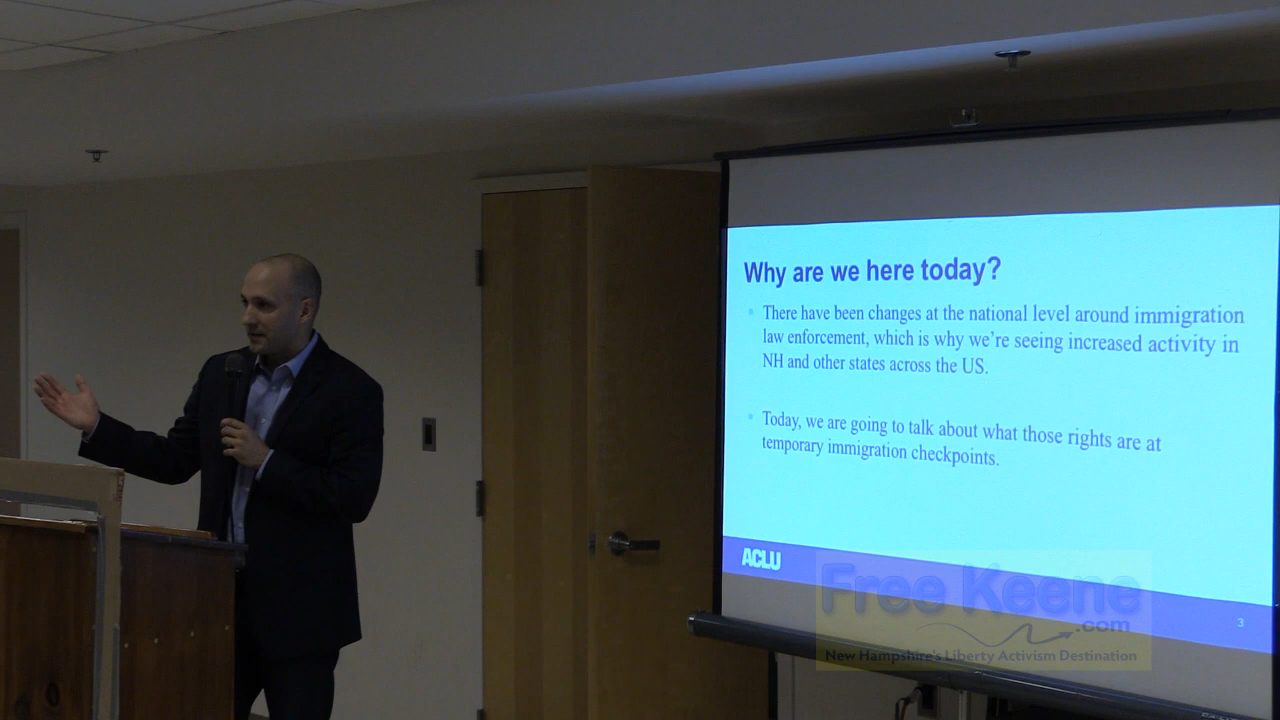 Why are we here today?
There have been changes at the national level around immigration
law enforcement, which is why we're seeing increased activity in
NH and other states across the US.
Today, we are going to talk about what those rights are at
temporary immigration checkpoints.
ACLU
3
Free Keene
.com
New Hampshire's Liberty Activism Destination